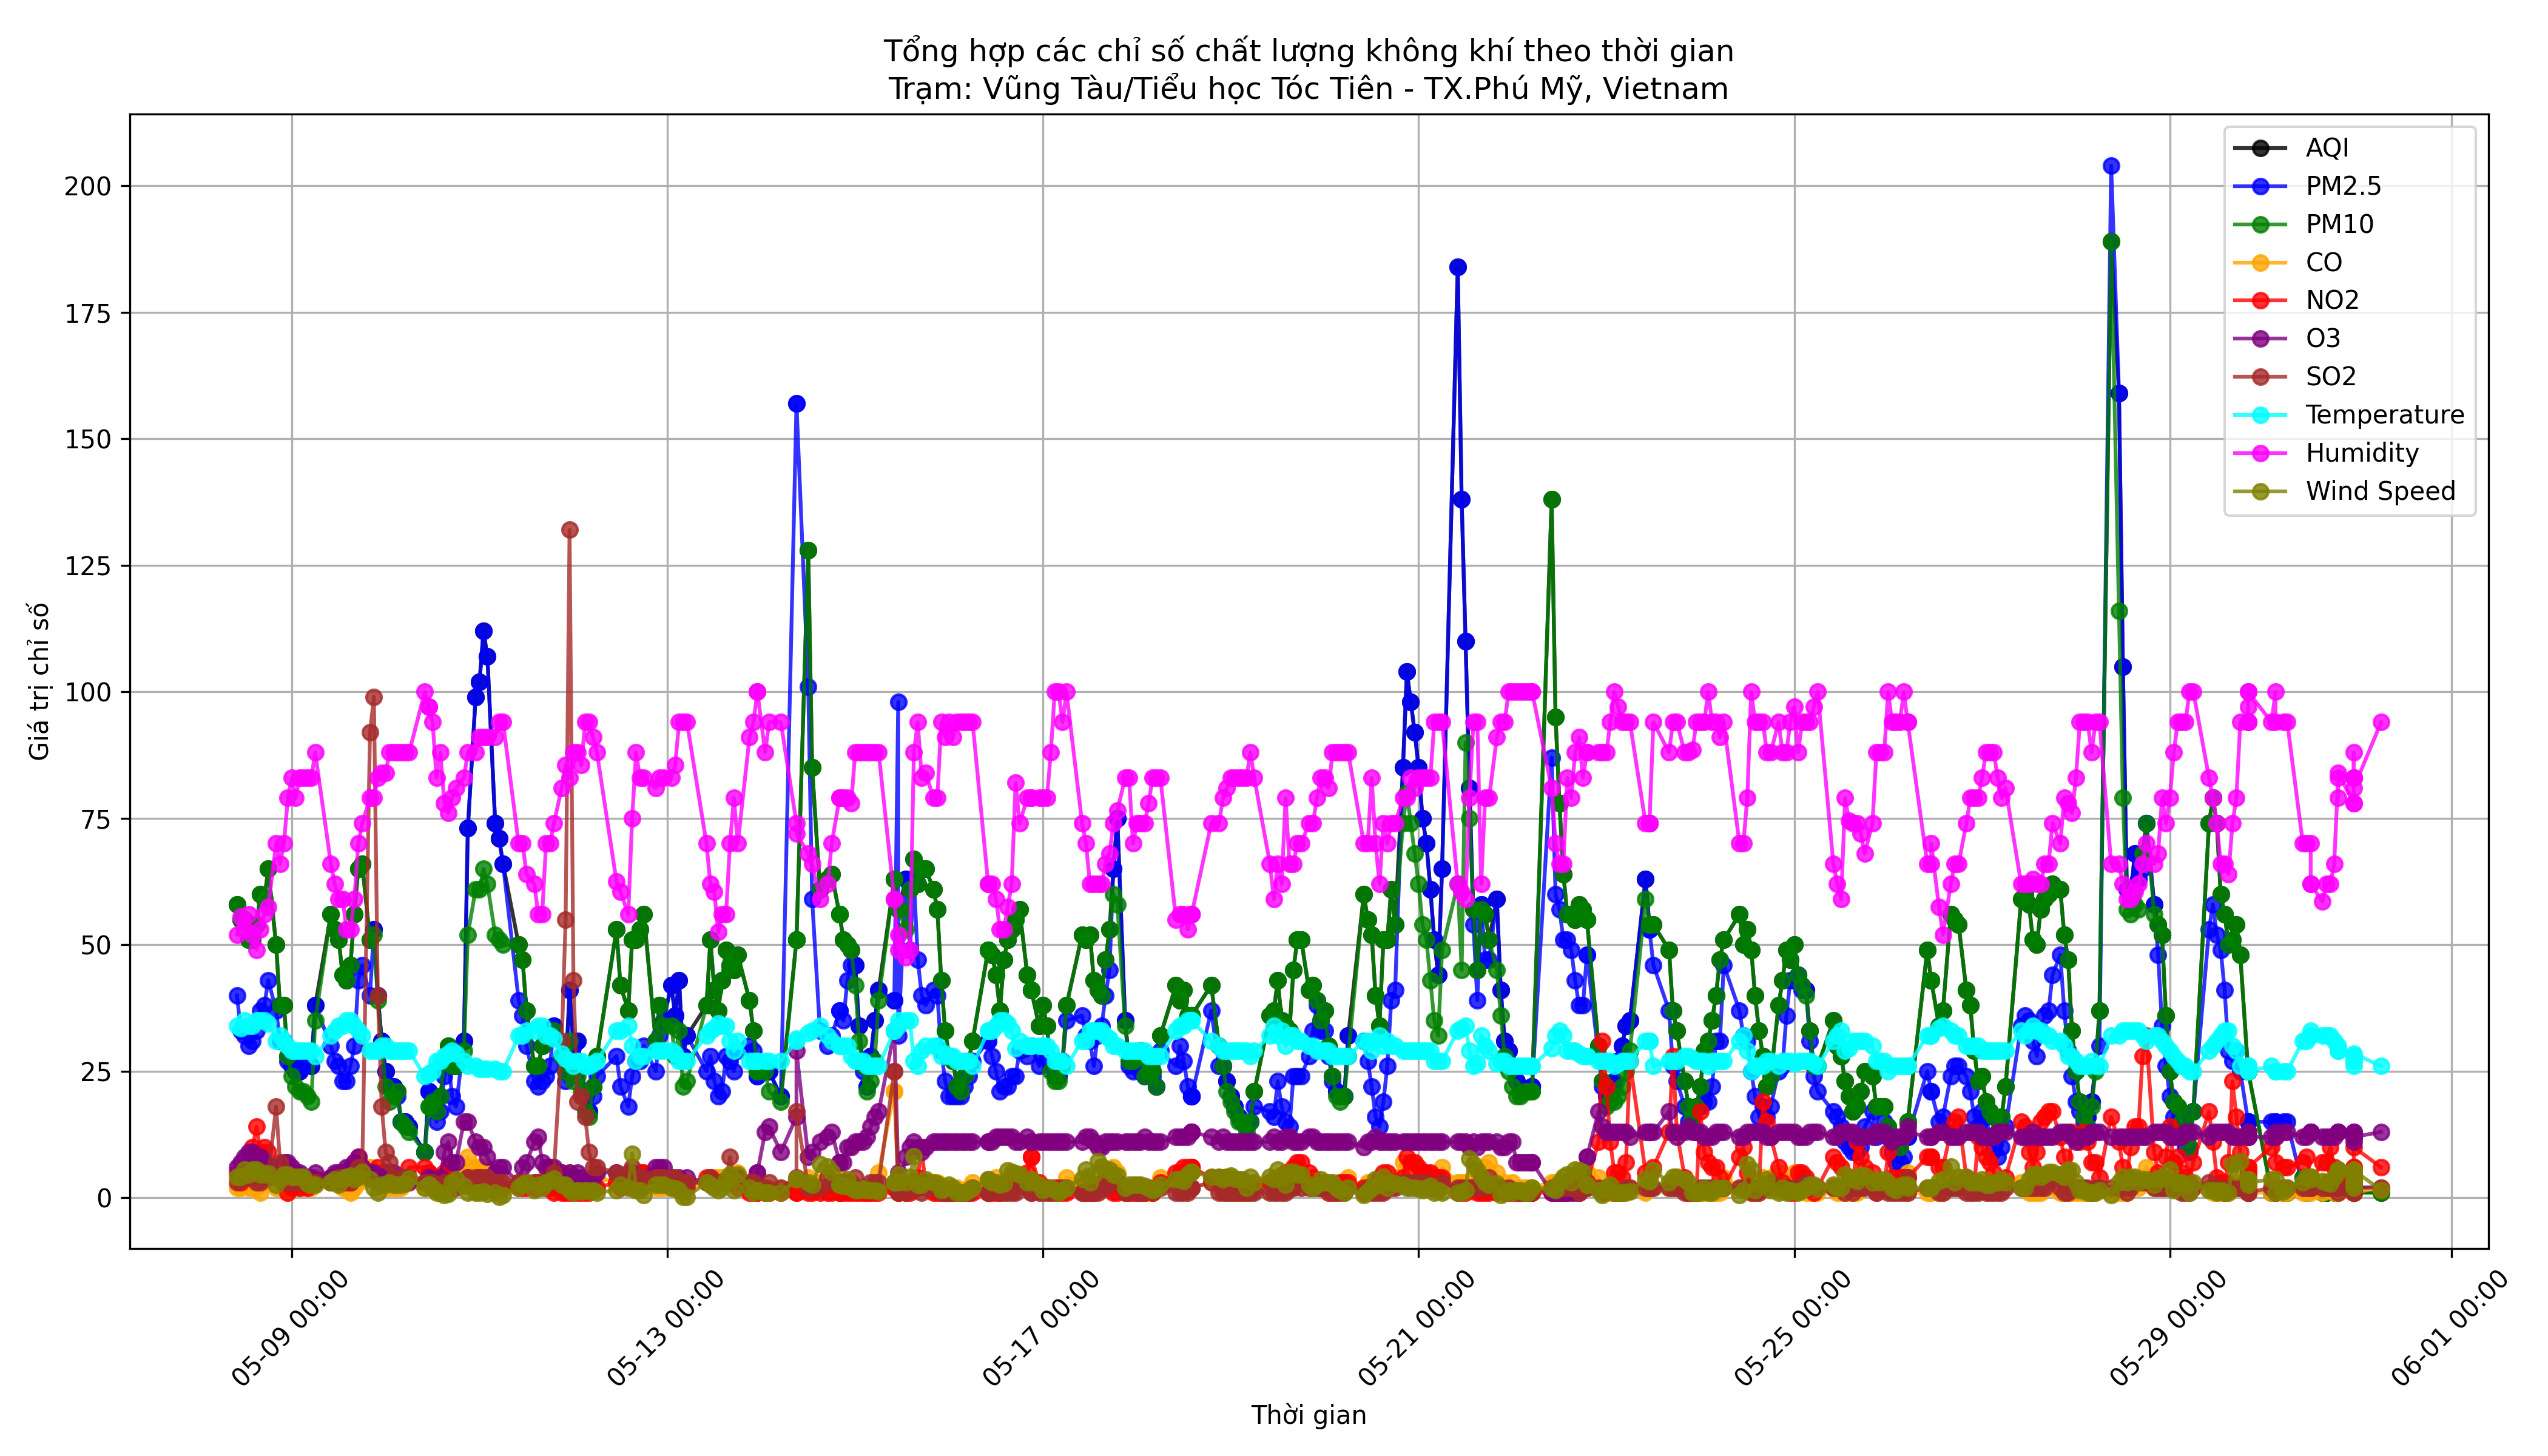 Tổng hợp các chỉ số chất lượng không khí theo thời gian
Trạm: Vũng Tàu/Tiểu học Tóc Tiên - TX.Phú Mỹ, Vietnam
AQI
PM2.5
PM10
CO
NO2
O3
SO2
Temperature
Humidity
Wind Speed
Giá trị chỉ số
200
175
150
125
100
75
50
25
0
05-09 00:00
05-13 00:00
05-17 00:00
05-21 00:00
05-25 00:00
05-29 00:00
06-01 00:00
Thời gian